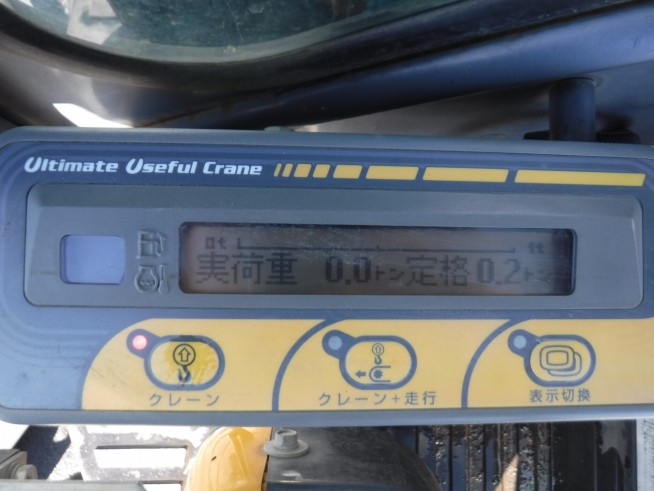 Ultimate Useful Crane
0t
実荷重 0.0トン 定格 0.2トン
クレーン
クレーン+走行
表示切換